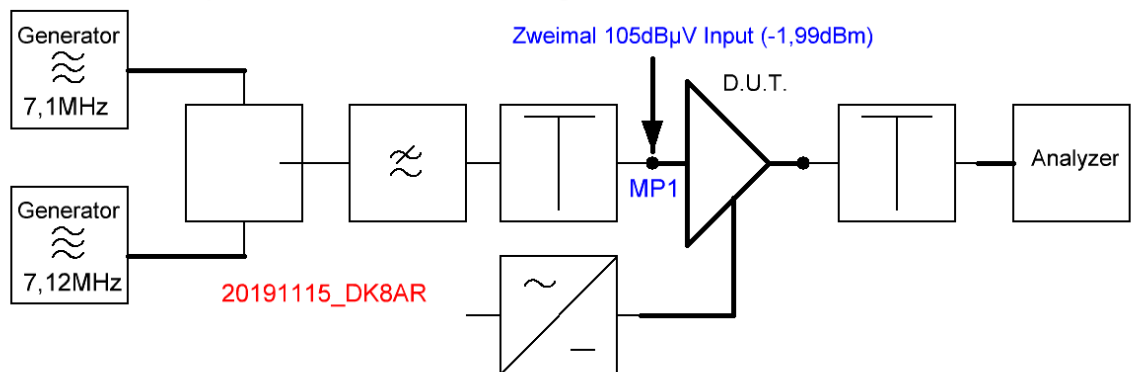 Generator
7,1MHz
Zweimal 105dBµV Input (-1,99dBm)
D.U.T.
MP1
Analyzer
Generator
7,12MHz
20191115_DK8AR